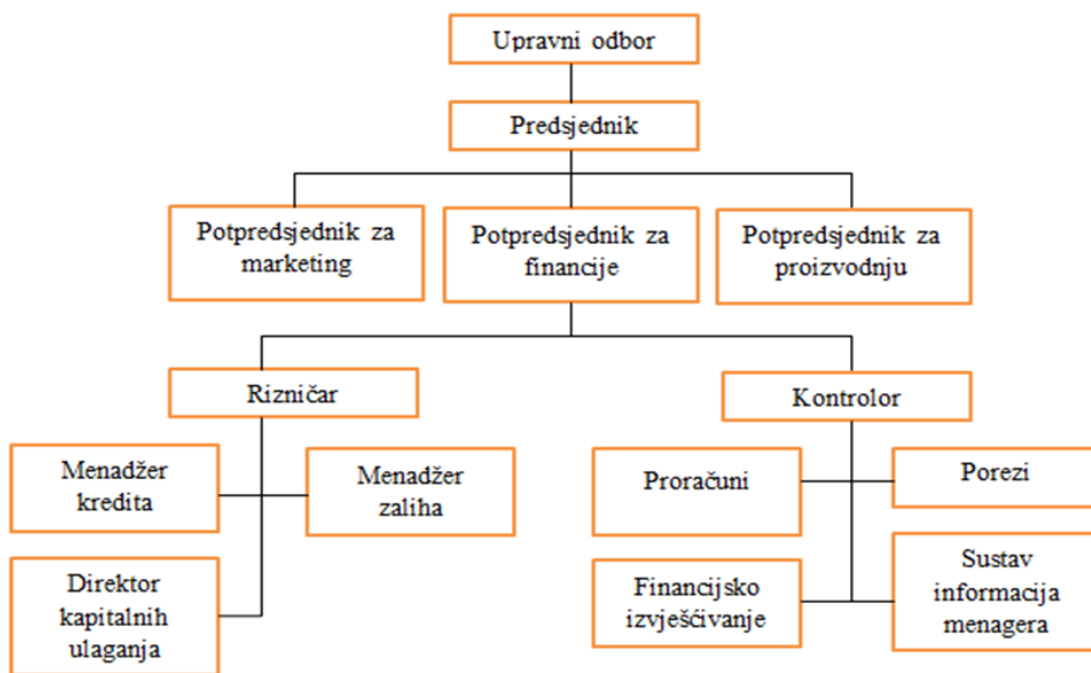 Upravni odbor
Predsjednik
Potpredsjednik za
marketing
Potpredsjednik za
financije
Potpredsjednik za
proizvodnju
Rizničar
Kontrolor
Menadžer
kredita
Menadžer
zaliha
Proračuni
Porezi
Direktor
kapitalnih
ulaganja
Financijsko
izvješćivanje
Sustav
informacija
menagera